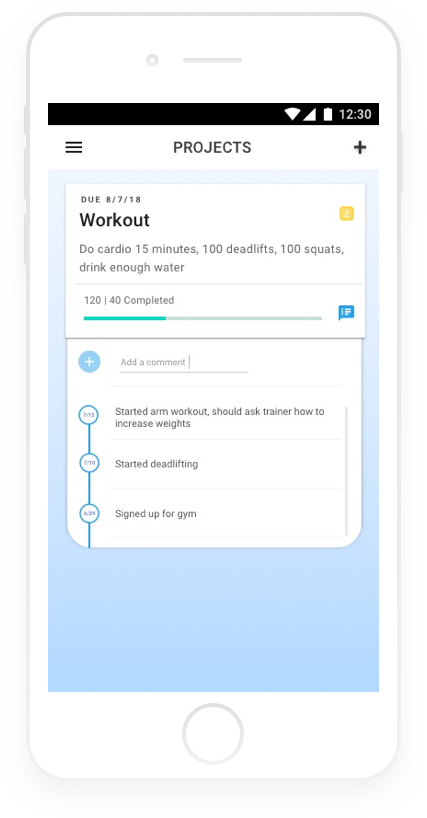 12:30
PROJECTS
DUE 8/7/18
Workout
2
Do cardio 15 minutes, 100 deadlifts, 100 squats,
drink enough water
120 | 40 Completed
Add a comment
7/15
Started arm workout, should ask trainer how to
increase weights
7/10
Started deadlifting
6/29
Signed up for gym